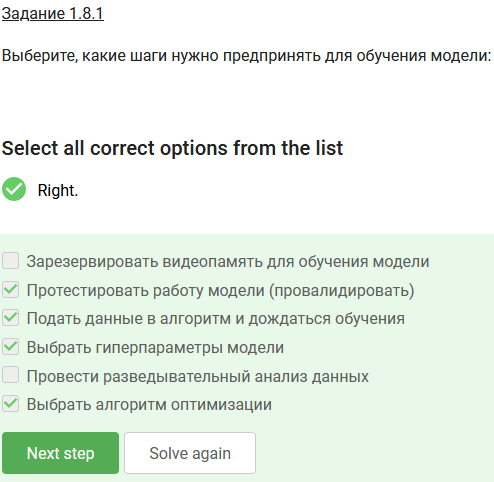 Задание 1.8.1
Выберите, какие шаги нужно предпринять для обучения модели:
Select all correct options from the list
Right.
Зарезервировать видеопамять для обучения модели
Протестировать работу модели (провалидировать)
Подать данные в алгоритм и дождаться обучения
Выбрать гиперпараметры модели
Провести разведывательный анализ данных
Выбрать алгоритм оптимизации
Next step
Solve again